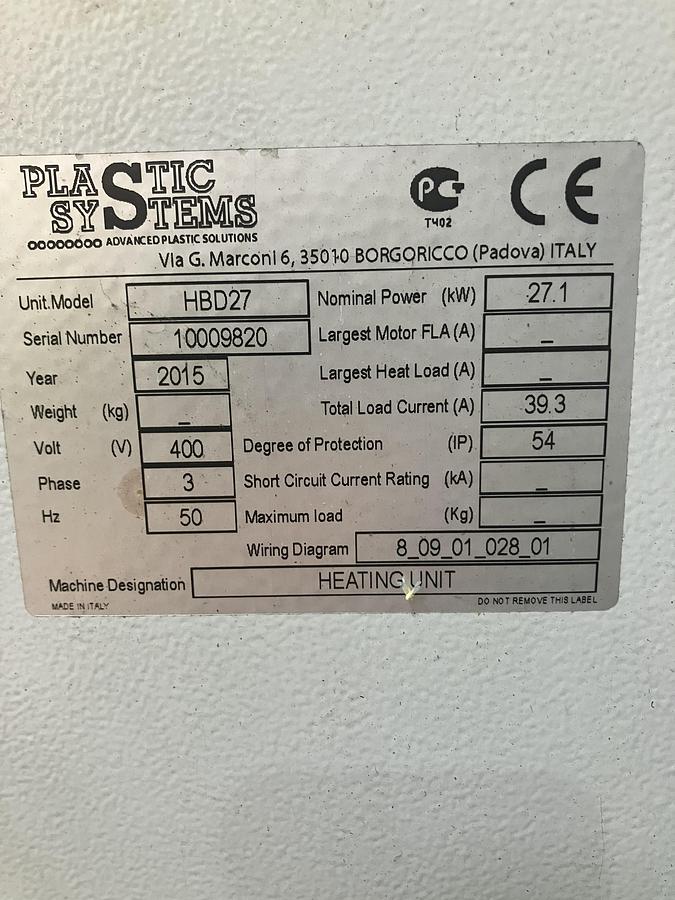 PLASTIC
SYSTEMS
ADVANCED PLASTIC SOLUTIONS
PC T402 CE
Via G. Marconi 6, 35010 BORGORICCO (Padova) ITALY
Unit.Model HBD27 Nominal Power (kW) 27.1
Serial Number 10009820 Largest Motor FLA (A) _
Year 2015 Largest Heat Load (A) _
Weight (kg) _ Total Load Current (A) 39.3
Volt (V) 400 Degree of Protection (IP) 54
Phase 3 Short Circuit Current Rating (kA) _
Hz 50 Maximum load (Kg) _
Wiring Diagram 8_09_01_028_01
Machine Designation HEATING UNIT
MADE IN ITALY DO NOT REMOVE THIS LABEL